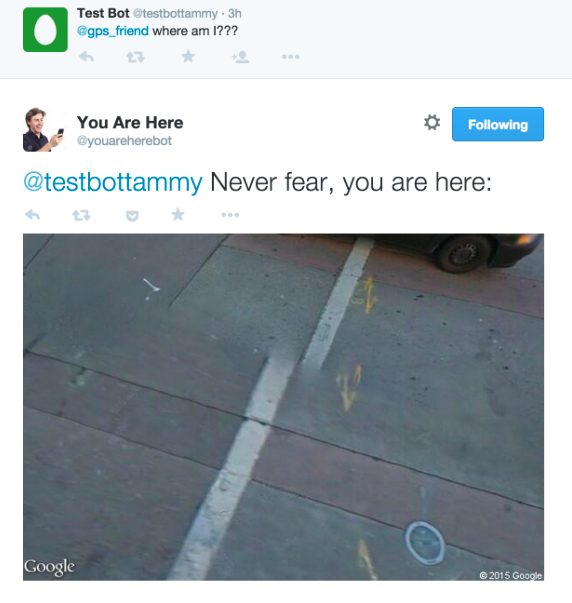 Test Bot @testbottammy · 3h
@gps_friend where am I???
You Are Here
@youareherebot
Following
@testbottammy Never fear, you are here:
Google
© 2015 Google